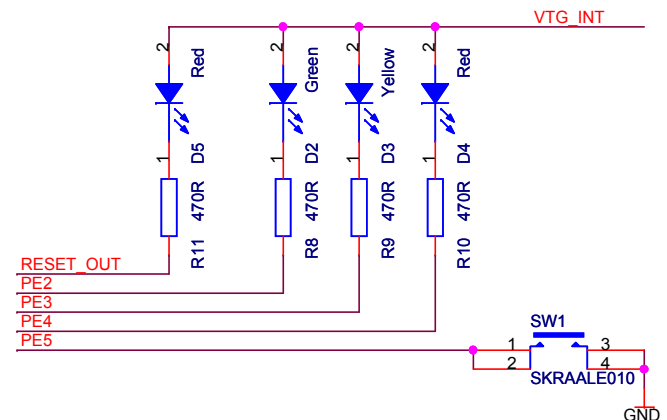 VTG_INT
2 2 2 2
Red Green Yellow Red
1 1 1 1
D5 D2 D3 D4
470R 470R 470R 470R
R11 R8 R9 R10
RESET_OUT
PE2
PE3
PE4
PE5
SW1
1 3
2 4
SKRAALE010
GND